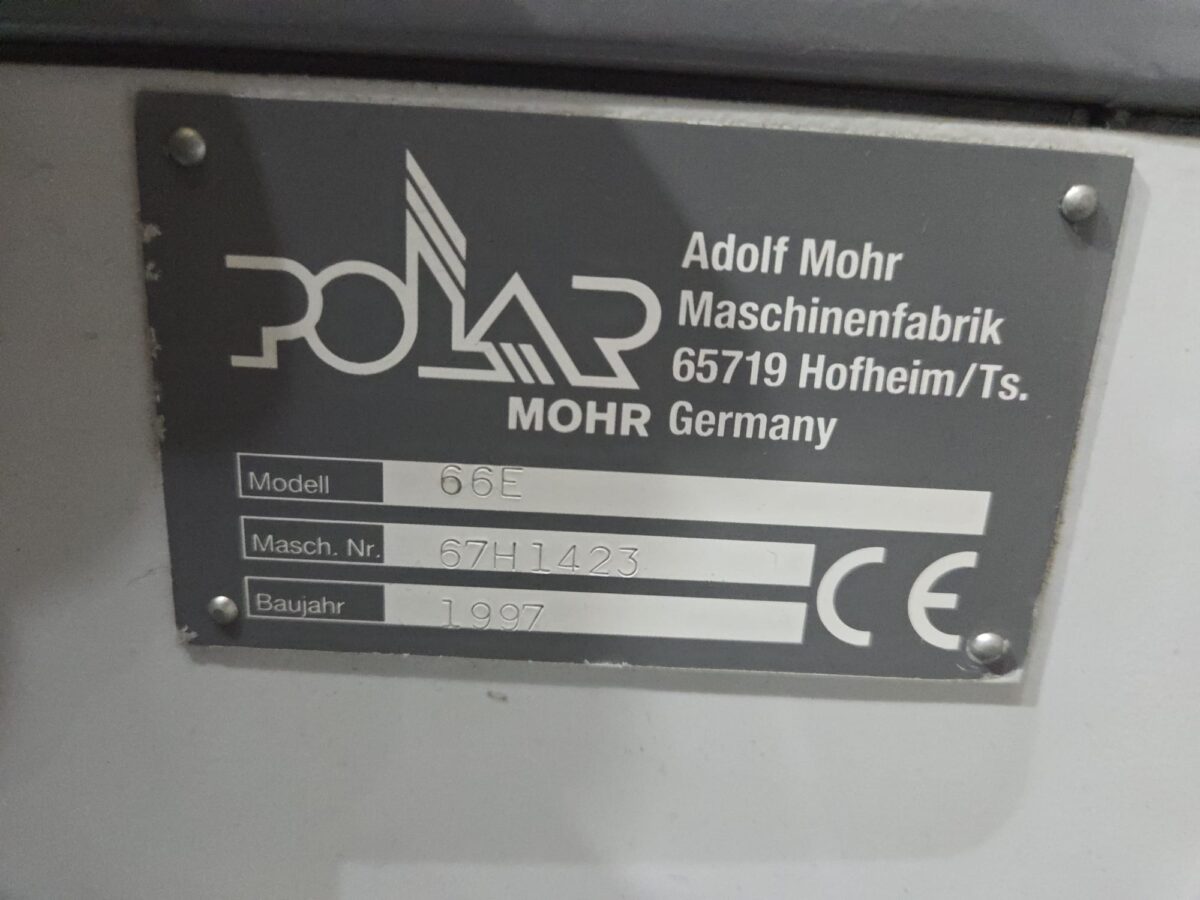 POLAR
MOHR
Adolf Mohr
Maschinenfabrik
65719 Hofheim/Ts.
Germany
Modell 66E
Masch. Nr. 67H1423
Baujahr 1997
CE